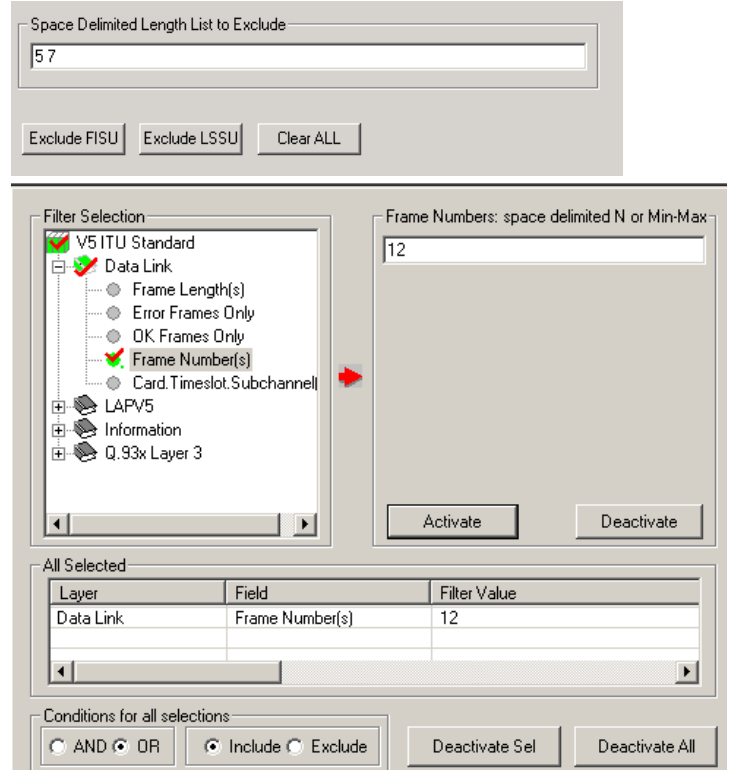 Space Delimited Length List to Exclude
5 7
Exclude FISU Exclude LSSU Clear ALL
Filter Selection
V5 ITU Standard
Data Link
Frame Length(s)
Error Frames Only
OK Frames Only
Frame Number(s)
Card.Timeslot.Subchannel(
LAPV5
Information
Q.93x Layer 3
Frame Numbers: space delimited N or Min-Max
12
Activate Deactivate
All Selected
Layer Field Filter Value
Data Link Frame Number(s) 12
Conditions for all selections
AND OR Include Exclude Deactivate Sel Deactivate All